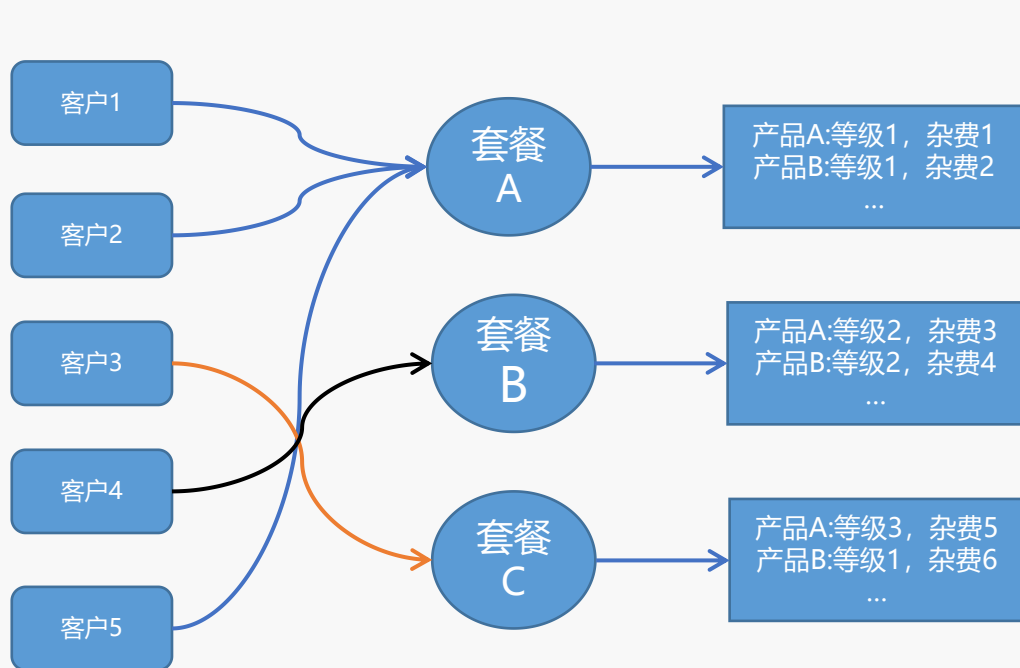 客户1
客户2
客户3
客户4
客户5
套餐
A
套餐
B
套餐
C
产品A:等级1，杂费1
产品B:等级1，杂费2
...
产品A:等级2，杂费3
产品B:等级2，杂费4
...
产品A:等级3，杂费5
产品B:等级1，杂费6
...